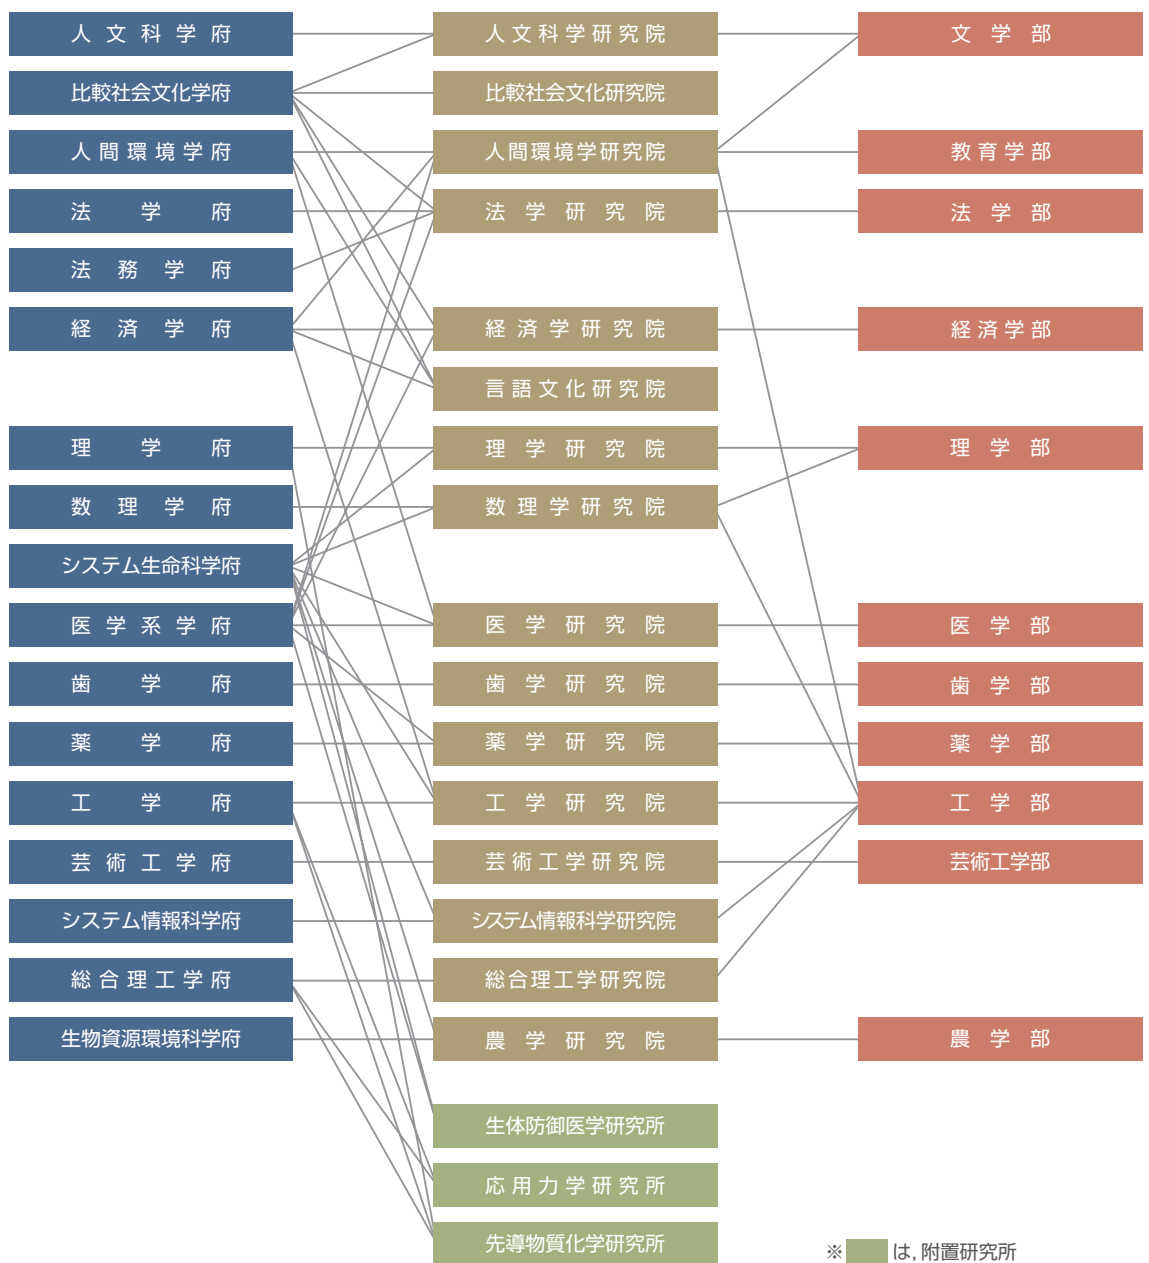 人文科学府
比較社会文化学府
人間環境学府
法学府
法務学府
経済学府
理学府
数理学府
システム生命科学府
医学系学府
歯学府
薬学府
工学府
芸術工学府
システム情報科学府
総合理工学府
生物資源環境科学府
人文科学研究院
比較社会文化研究院
人間環境学研究院
法学研究院
経済学研究院
言語文化研究院
理学研究院
数理学研究院
医学研究院
歯学研究院
薬学研究院
工学研究院
芸術工学研究院
システム情報科学研究院
総合理工学研究院
農学研究院
生体防御医学研究所
応用力学研究所
先導物質化学研究所
文学部
教育学部
法学部
経済学部
理学部
医学部
歯学部
薬学部
工学部
芸術工学部
農学部
※ は, 附置研究所